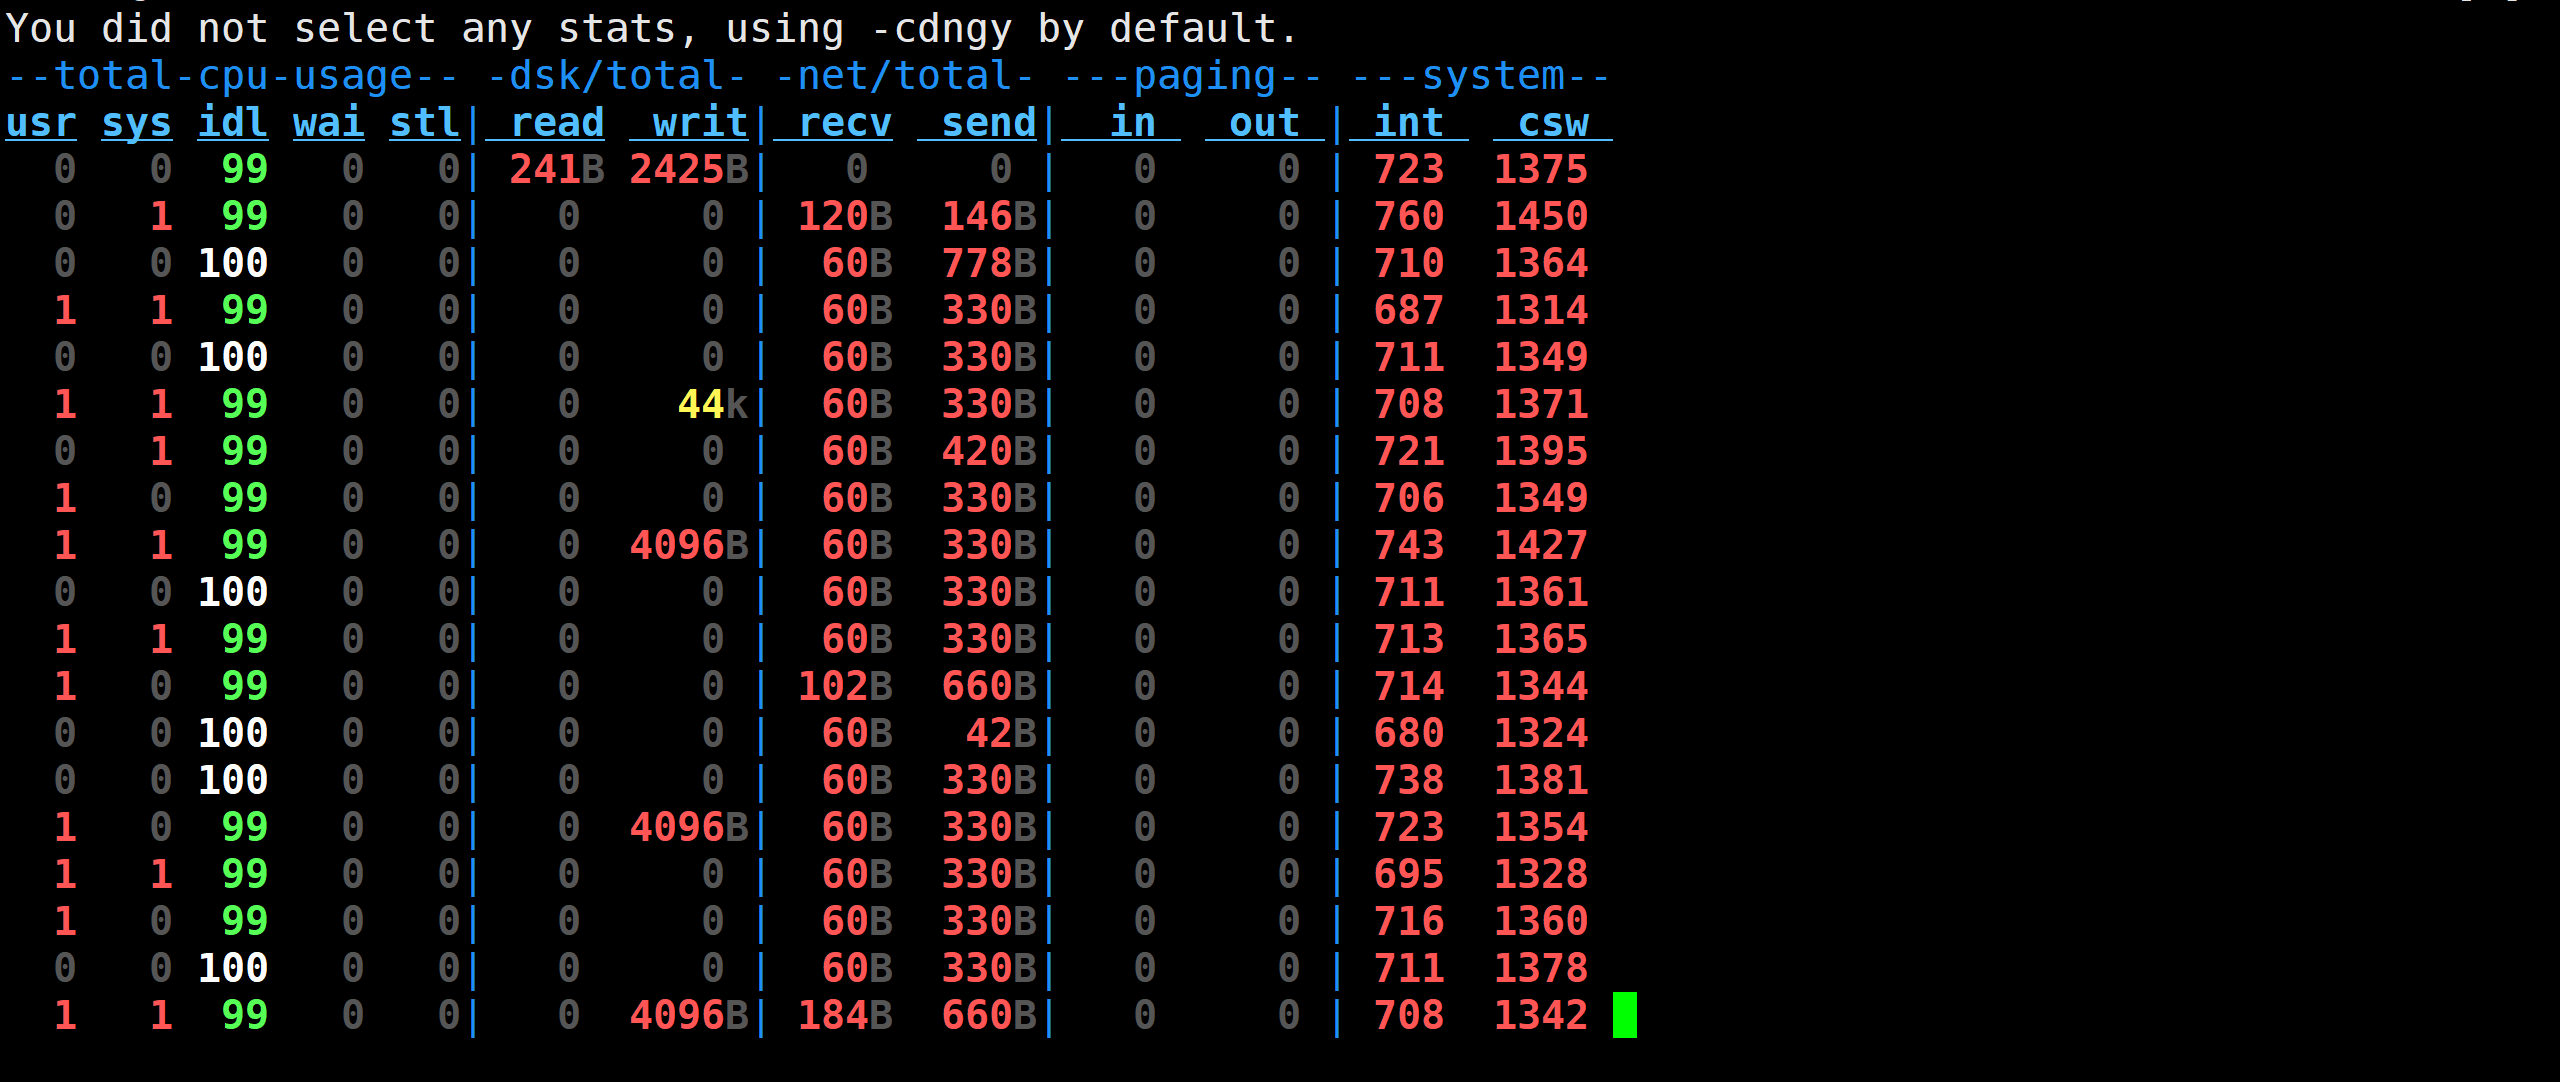 You did not select any stats, using -cdngy by default.
--total-cpu-usage-- -dsk/total- -net/total- ---paging-- ---system--
usr sys idl wai stl| read  writ| recv  send|  in   out | int   csw
  0   0  99   0   0| 241B 2425B|   0     0 |   0     0 | 723  1375
  0   1  99   0   0|   0     0 | 120B  146B|   0     0 | 760  1450
  0   0 100   0   0|   0     0 |  60B  778B|   0     0 | 710  1364
  1   1  99   0   0|   0     0 |  60B  330B|   0     0 | 687  1314
  0   0 100   0   0|   0     0 |  60B  330B|   0     0 | 711  1349
  1   1  99   0   0|   0    44k|  60B  330B|   0     0 | 708  1371
  0   1  99   0   0|   0     0 |  60B  420B|   0     0 | 721  1395
  1   0  99   0   0|   0     0 |  60B  330B|   0     0 | 706  1349
  1   1  99   0   0|   0  4096B|  60B  330B|   0     0 | 743  1427
  0   0 100   0   0|   0     0 |  60B  330B|   0     0 | 711  1361
  1   1  99   0   0|   0     0 |  60B  330B|   0     0 | 713  1365
  1   0  99   0   0|   0     0 | 102B  660B|   0     0 | 714  1344
  0   0 100   0   0|   0     0 |  60B   42B|   0     0 | 680  1324
  0   0 100   0   0|   0     0 |  60B  330B|   0     0 | 738  1381
  1   0  99   0   0|   0  4096B|  60B  330B|   0     0 | 723  1354
  1   1  99   0   0|   0     0 |  60B  330B|   0     0 | 695  1328
  1   0  99   0   0|   0     0 |  60B  330B|   0     0 | 716  1360
  0   0 100   0   0|   0     0 |  60B  330B|   0     0 | 711  1378
  1   1  99   0   0|   0  4096B| 184B  660B|   0     0 | 708  1342